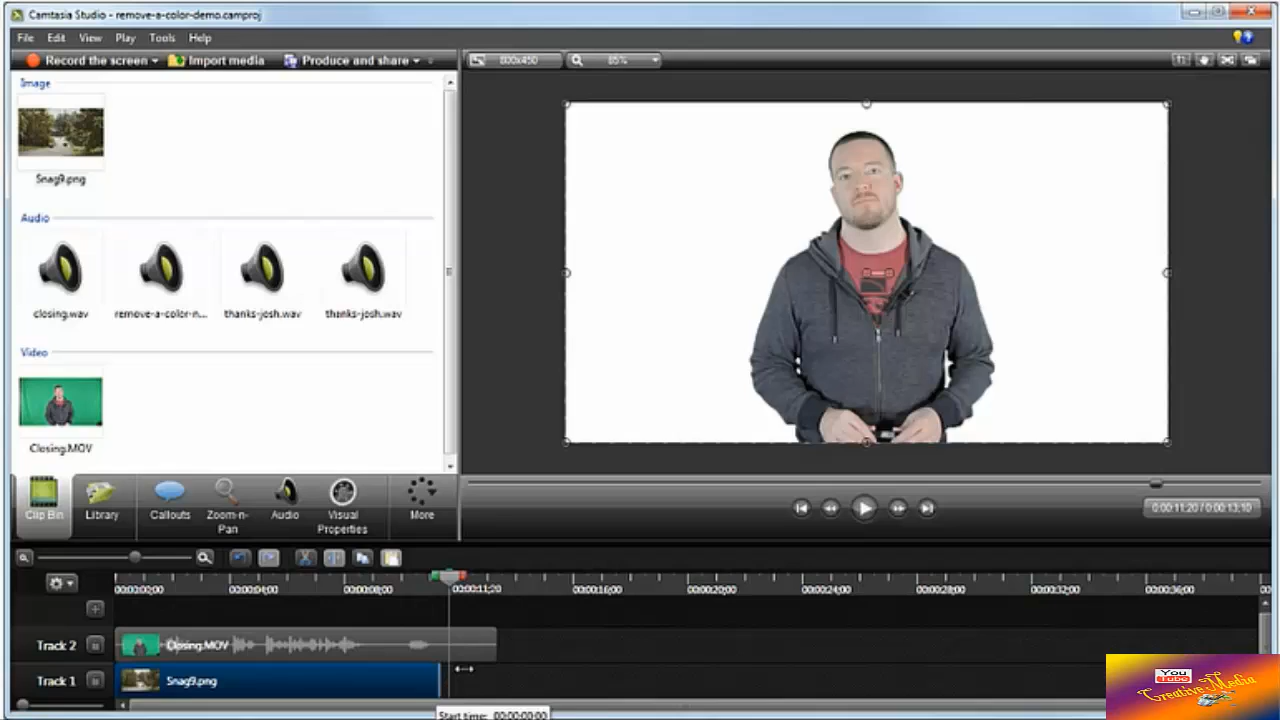 Camtasia Studio - remove-a-color-demo.camproj
File Edit View Play Tools Help
Record the screen Import media Produce and share
800x450 85%
Image
Snag9.png
Audio
closing.wav remove-a-color-n... thanks-josh.wav thanks-josh.wav
Video
Closing.MOV
Clip Bin Library Callouts Zoom-n-Pan Audio Visual Properties More
0:00:11;20 / 0:00:13;10
00:00:00;00 00:00:04;00 00:00:08;00 00:00:11;20 00:00:16;00 00:00:20;00 00:00:24;00 00:00:28;00 00:00:32;00 00:00:36;00
Track 2 Closing.MOV
Track 1 Snag9.png
Start time: 00:00:00:00
You Tube
Creative Media